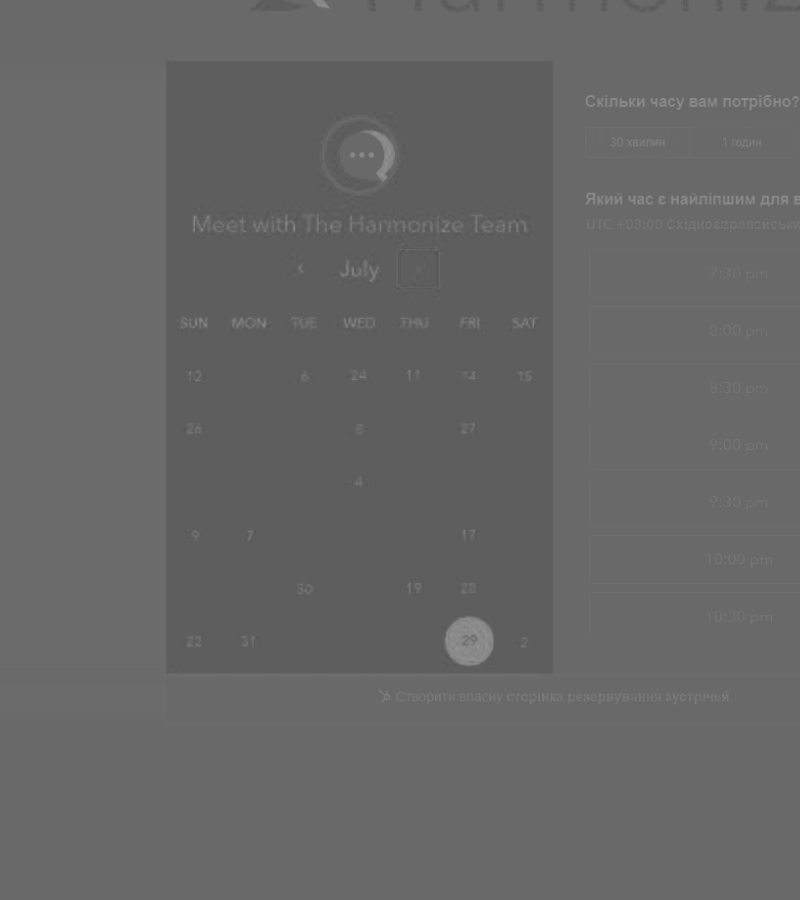 Harmoniz
Meet with The Harmonize Team
‹ July ›
SUN MON TUE WED THU FRI SAT
12 6 24 11 14 15
26 8 27
4
9 7 17
30 19 28
22 31 29 2
Скільки часу вам потрібно?
30 хвилин 1 годин
Який час є найліпшим для в
UTC +03:00 Східноєвропейськи
7:30 pm
8:00 pm
8:30 pm
9:00 pm
9:30 pm
10:00 pm
10:30 pm
Створити власну сторінка резервування зустрічей